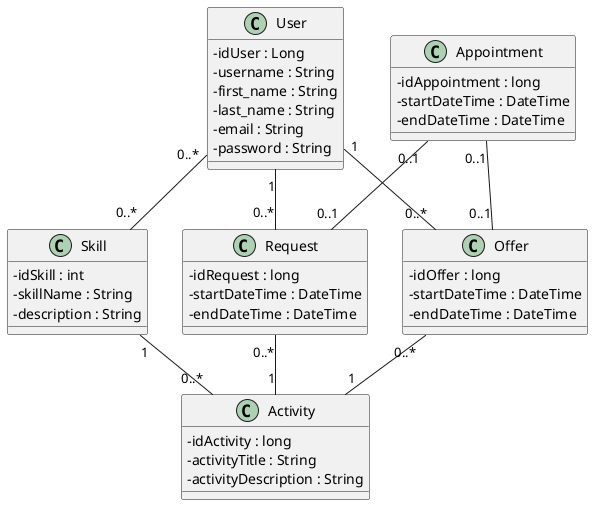 C User
-idUser : Long
-username : String
-first_name : String
-last_name : String
-email : String
-password : String
C Appointment
-idAppointment : long
-startDateTime : DateTime
-endDateTime : DateTime
0..*
1
1
0..1
0..1
0..*
0..*
0..1
0..*
0..1
C Skill
-idSkill : int
-skillName : String
-description : String
C Request
-idRequest : long
-startDateTime : DateTime
-endDateTime : DateTime
C Offer
-idOffer : long
-startDateTime : DateTime
-endDateTime : DateTime
1
0..*
0..*
0..*
1
1
C Activity
-idActivity : long
-activityTitle : String
-activityDescription : String